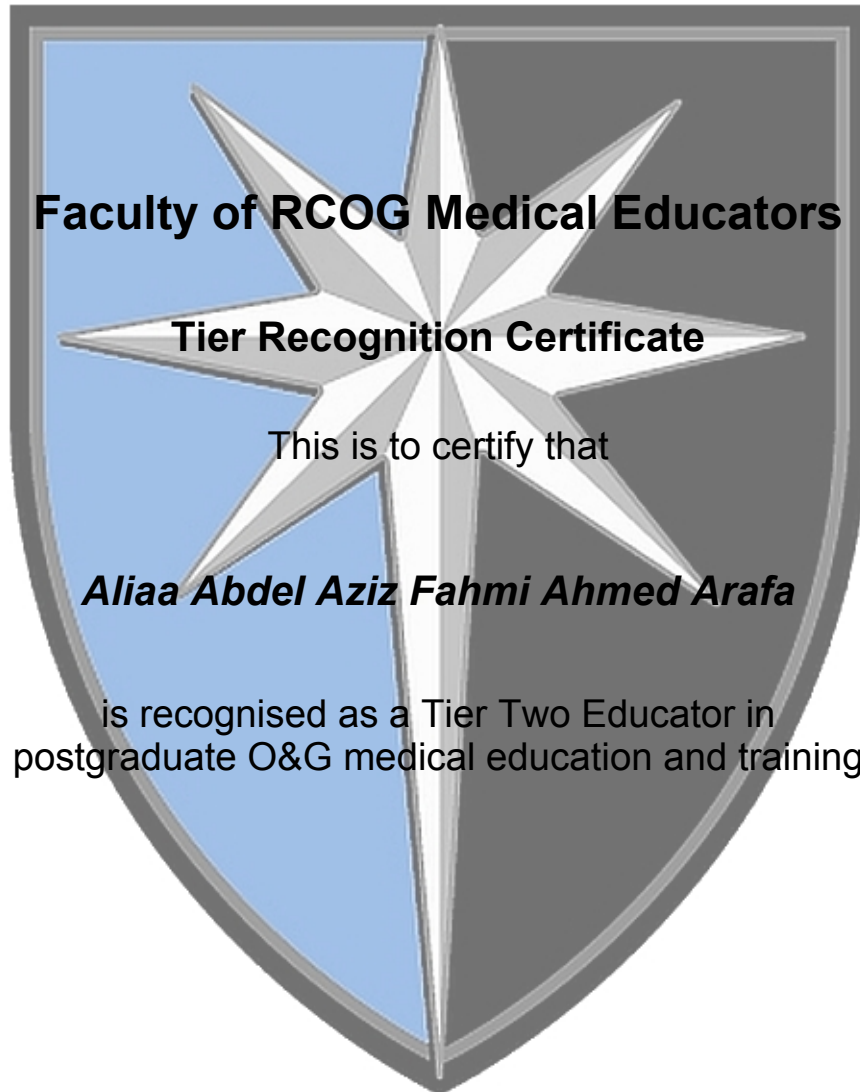 Faculty of RCOG Medical Educators
Tier Recognition Certificate
This is to certify that
Aliaa Abdel Aziz Fahmi Ahmed Arafa
is recognised as a Tier Two Educator in
postgraduate O&G medical education and training